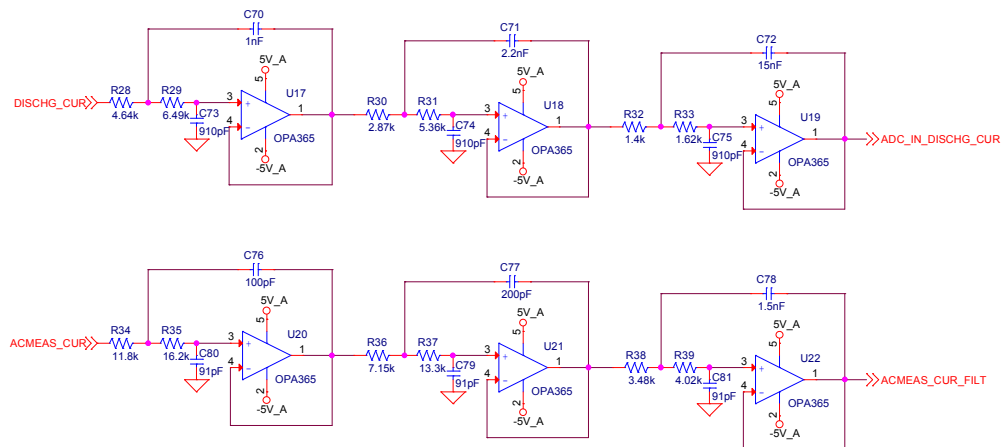 C70
1nF
5V_A
5
R28
4.64k
R29
6.49k
DISCHG_CUR
C73
910pF
3
+
4
−
U17
1
OPA365
2
-5V_A
C71
2.2nF
5V_A
5
R30
2.87k
R31
5.36k
C74
910pF
3
+
4
−
U18
1
OPA365
2
-5V_A
C72
15nF
5V_A
5
R32
1.4k
R33
1.62k
C75
910pF
3
+
4
−
U19
1
OPA365
2
-5V_A
ADC_IN_DISCHG_CUR
C76
100pF
5V_A
5
ACMEAS_CUR
R34
11.8k
R35
16.2k
C80
91pF
3
+
4
−
U20
1
OPA365
2
-5V_A
C77
200pF
5V_A
5
R36
7.15k
R37
13.3k
C79
91pF
3
+
4
−
U21
1
OPA365
2
-5V_A
C78
1.5nF
5V_A
5
R38
3.48k
R39
4.02k
C81
91pF
3
+
4
−
U22
1
OPA365
2
-5V_A
ACMEAS_CUR_FILT